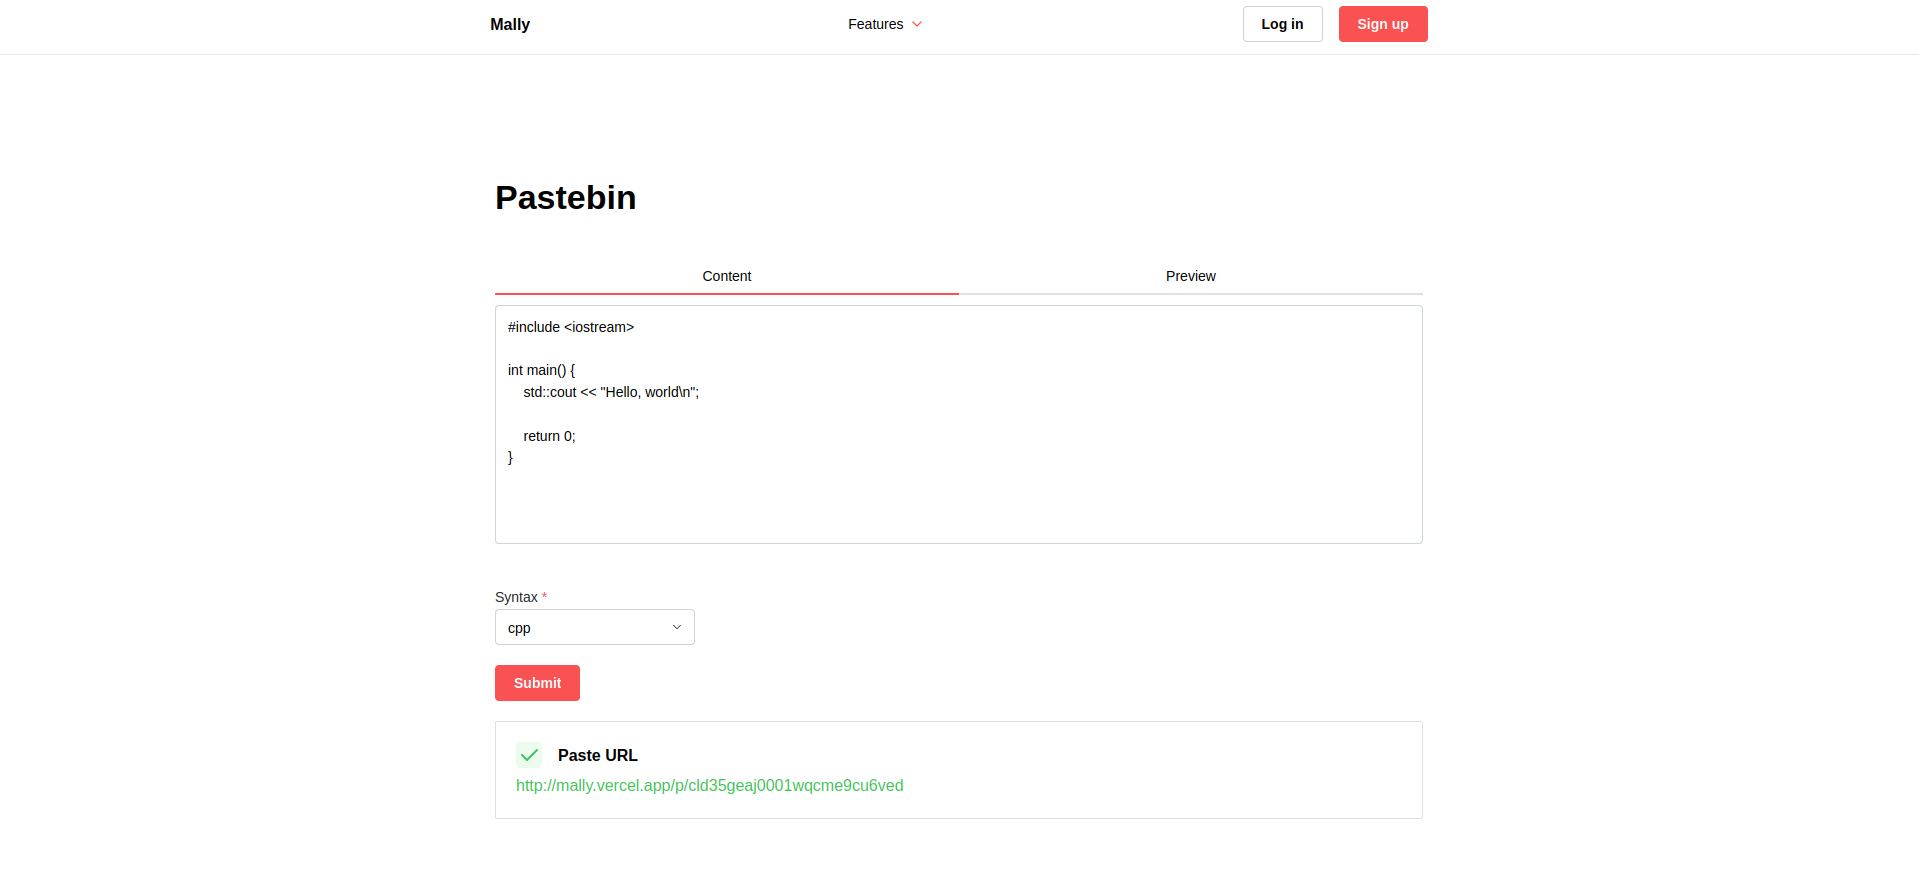 Mally
Features
Log in
Sign up
Pastebin
Content
Preview
#include <iostream>

int main() {
    std::cout << "Hello, world\n";

    return 0;
}
Syntax *
cpp
Submit
Paste URL
http://mally.vercel.app/p/cld35geaj0001wqcme9cu6ved